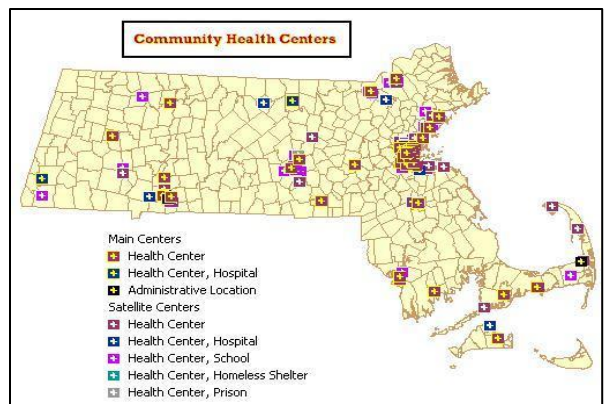 Community Health Centers
Main Centers
Health Center
Health Center, Hospital
Administrative Location
Satellite Centers
Health Center
Health Center, Hospital
Health Center, School
Health Center, Homeless Shelter
Health Center, Prison